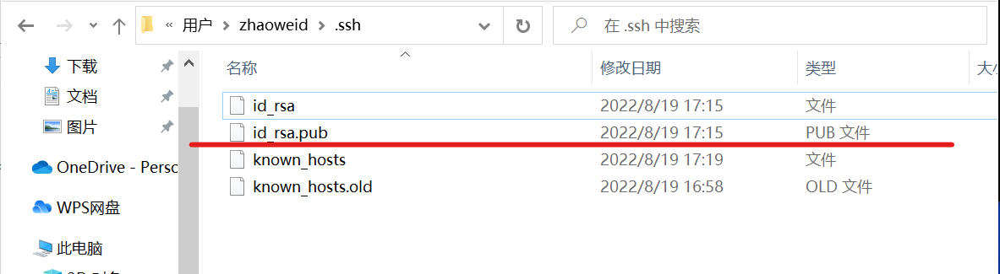 « 用户 > zhaoweid > .ssh
在 .ssh 中搜索
下载
文档
图片
OneDrive - Perso
WPS网盘
此电脑
名称 修改日期 类型
id_rsa 2022/8/19 17:15 文件
id_rsa.pub 2022/8/19 17:15 PUB 文件
known_hosts 2022/8/19 17:19 文件
known_hosts.old 2022/8/19 16:58 OLD 文件